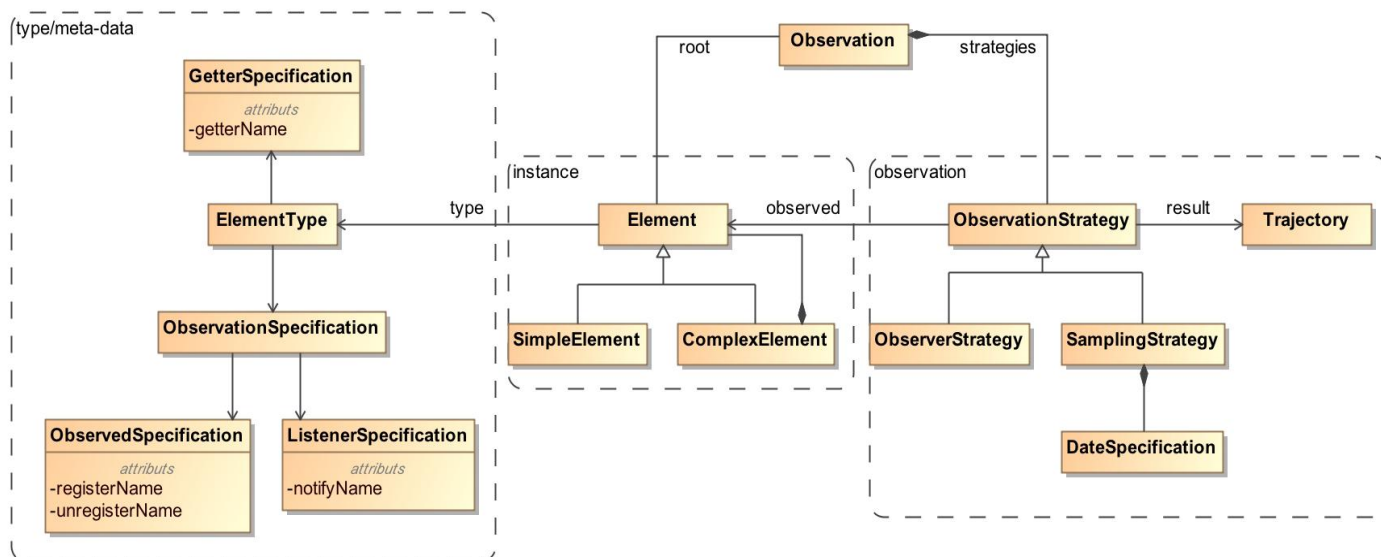 type/meta-data
GetterSpecification
attributs
-getterName
ElementType
ObservationSpecification
ObservedSpecification
attributs
-registerName
-unregisterName
ListenerSpecification
attributs
-notifyName
type
root
Observation
strategies
instance
Element
SimpleElement
ComplexElement
observed
observation
ObservationStrategy
result
Trajectory
ObserverStrategy
SamplingStrategy
DateSpecification